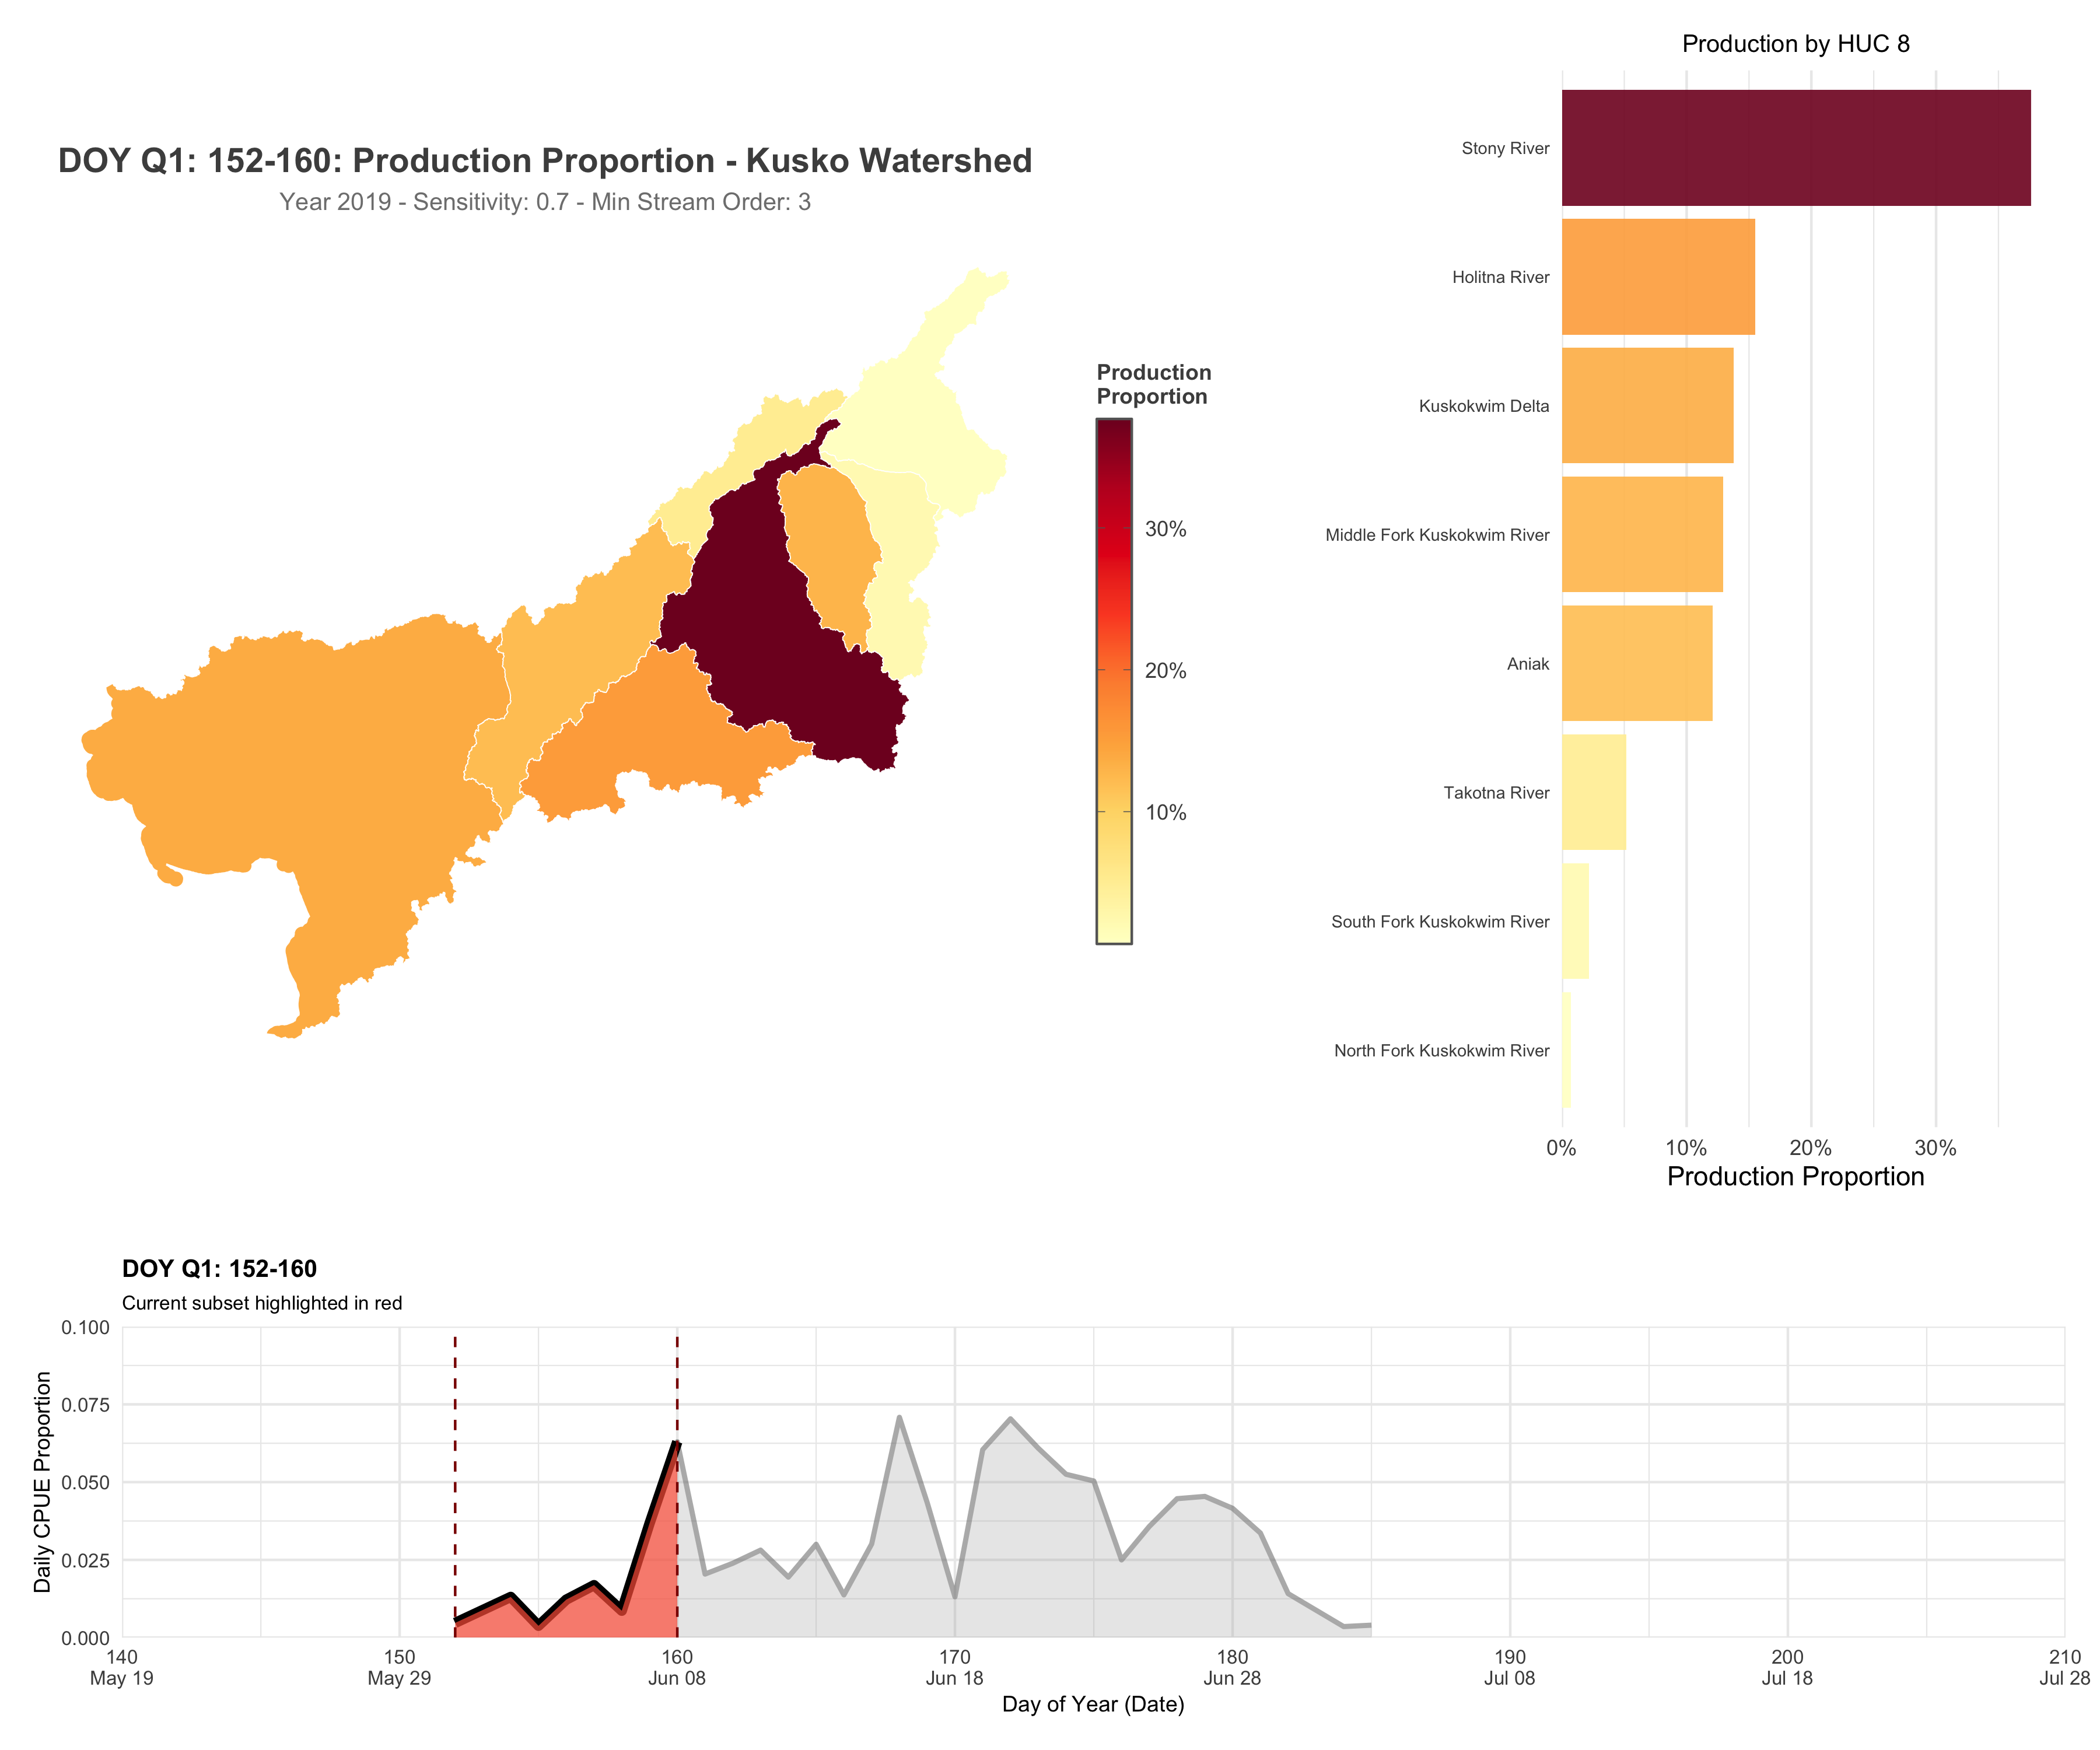 DOY Q1: 152-160: Production Proportion - Kusko Watershed
Year 2019 - Sensitivity: 0.7 - Min Stream Order: 3
Production
Proportion
30%
20%
10%
Production by HUC 8
Stony River
Holitna River
Kuskokwim Delta
Middle Fork Kuskokwim River
Aniak
Takotna River
South Fork Kuskokwim River
North Fork Kuskokwim River
0% 10% 20% 30%
Production Proportion
DOY Q1: 152-160
Current subset highlighted in red
Daily CPUE Proportion
0.100
0.075
0.050
0.025
0.000
140 150 160 170 180 190 200 210
May 19 May 29 Jun 08 Jun 18 Jun 28 Jul 08 Jul 18 Jul 28
Day of Year (Date)